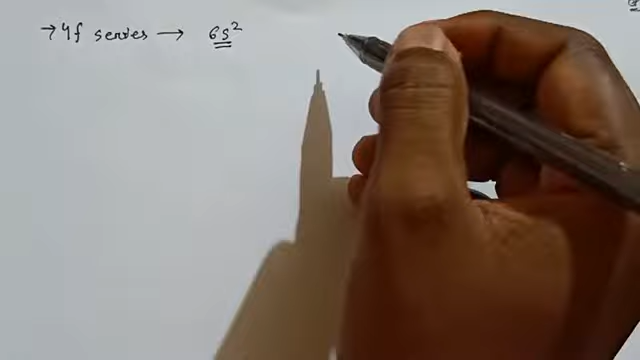 → 4f series → 6s²